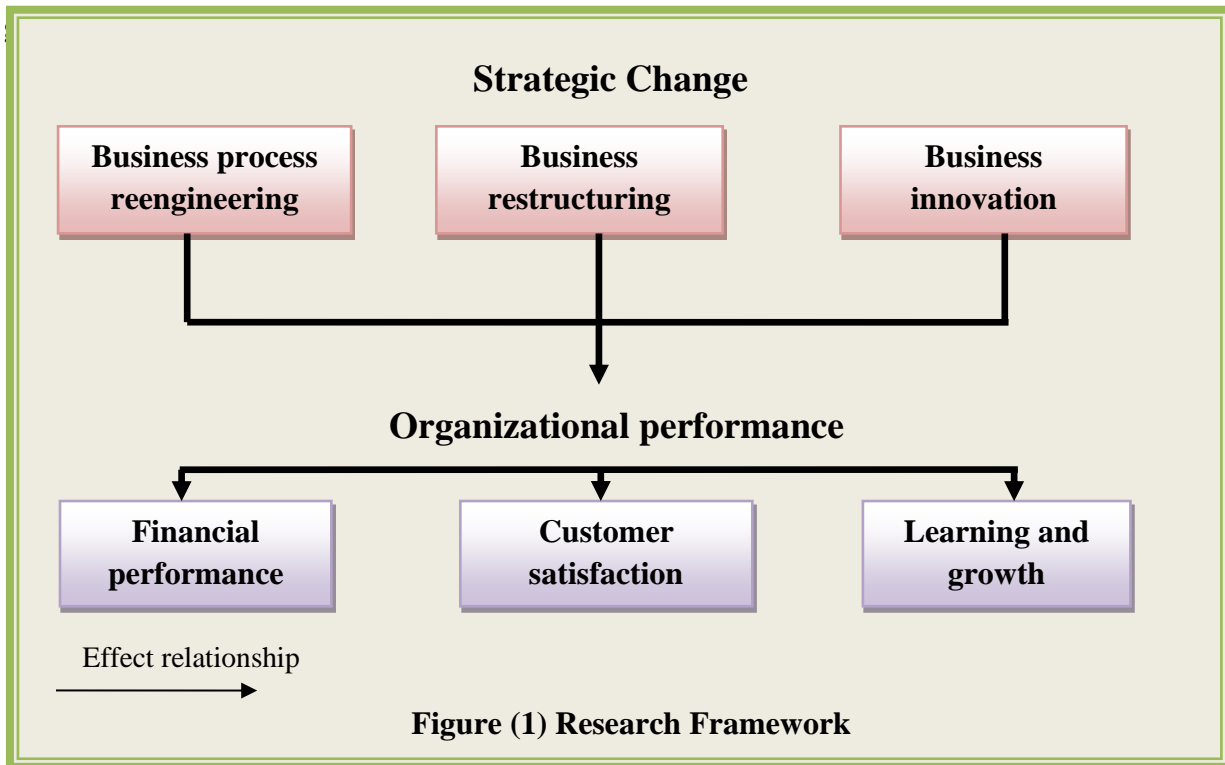 Strategic Change
Business process
reengineering
Business
restructuring
Business
innovation
Organizational performance
Financial
performance
Customer
satisfaction
Learning and
growth
Effect relationship
Figure (1) Research Framework